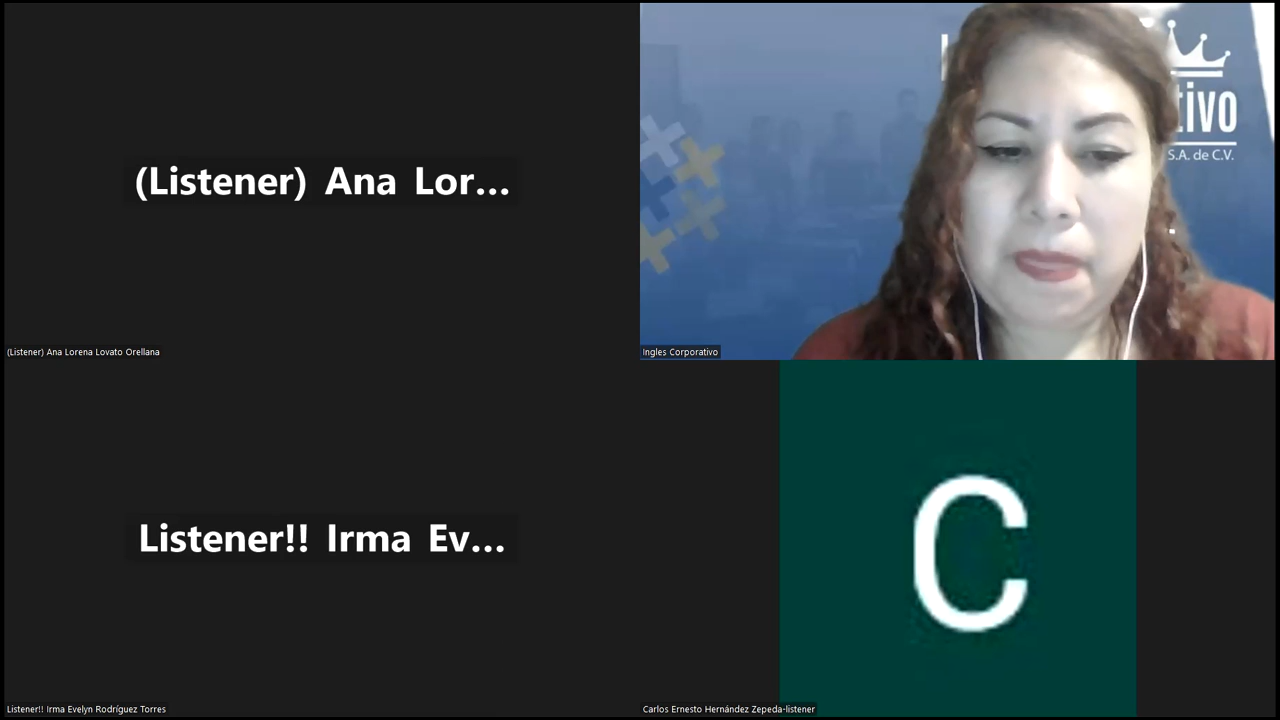 (Listener) Ana Lor...
(Listener) Ana Lorena Lovato Orellana
tivo
S.A. de C.V.
Ingles Corporativo
Listener!! Irma Ev...
Listener!! Irma Evelyn Rodríguez Torres
C
Carlos Ernesto Hernández Zepeda-listener